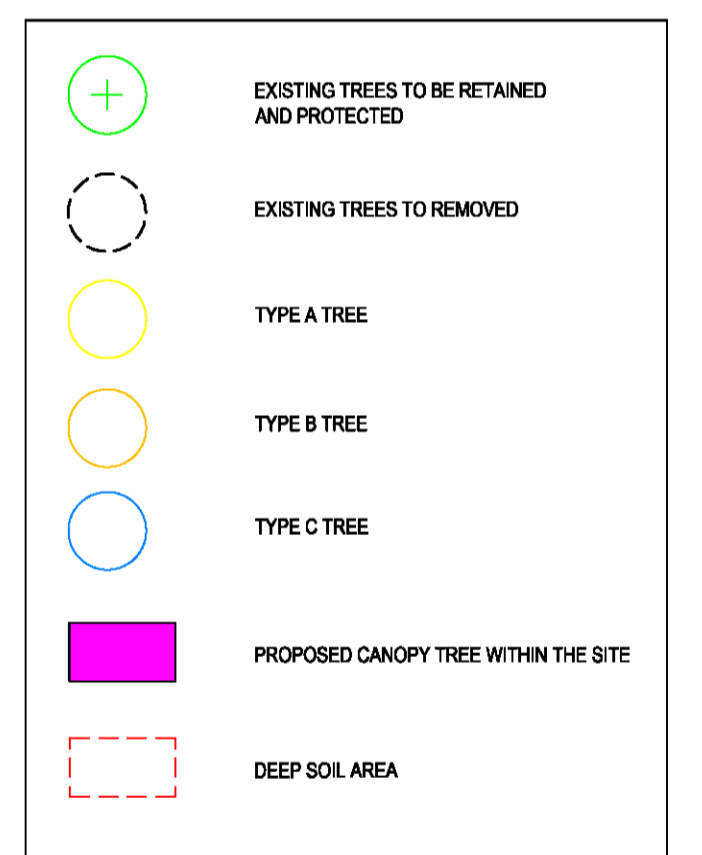 EXISTING TREES TO BE RETAINED
AND PROTECTED
EXISTING TREES TO REMOVED
TYPE A TREE
TYPE B TREE
TYPE C TREE
PROPOSED CANOPY TREE WITHIN THE SITE
DEEP SOIL AREA